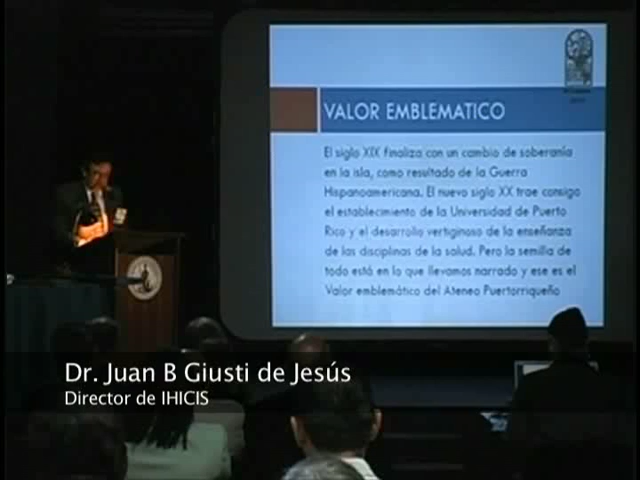 VALOR EMBLEMATICO
El siglo XIX finaliza con un cambio de soberanía
en la isla, como resultado de la Guerra
Hispanoamericana. El nuevo siglo XX trae consigo
el establecimiento de la Universidad de Puerto
Rico y el desarrollo vertiginoso de la enseñanza
de las disciplinas de la salud. Pero la semilla de
todo está en lo que llevamos narrado y ese es el
Valor emblemático del Ateneo Puertorriqueño
Dr. Juan B Giusti de Jesús
Director de IHICIS